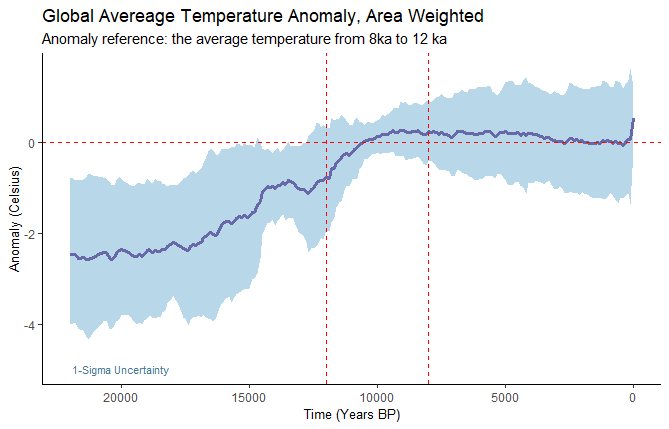 Global Avereage Temperature Anomaly, Area Weighted
Anomaly reference: the average temperature from 8ka to 12 ka
Anomaly (Celsius)
0
-2
-4
1-Sigma Uncertainty
20000 15000 10000 5000 0
Time (Years BP)